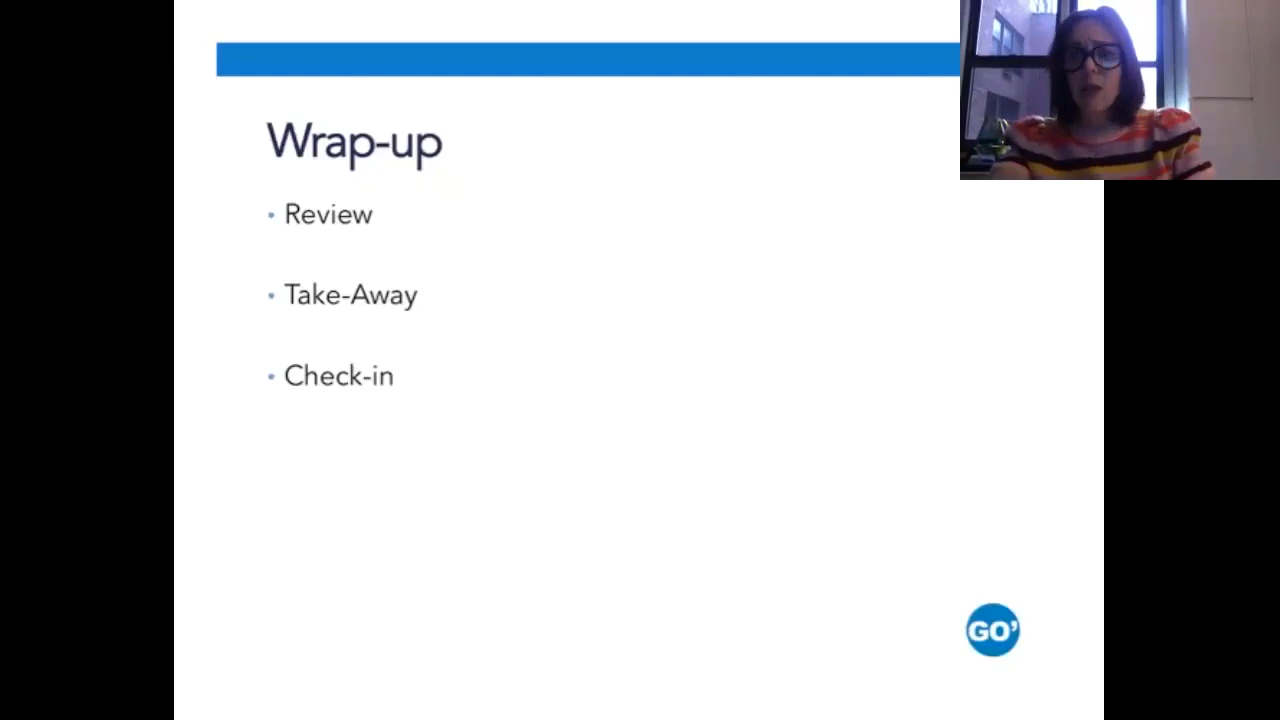 Wrap-up
• Review
• Take-Away
• Check-in
GO’